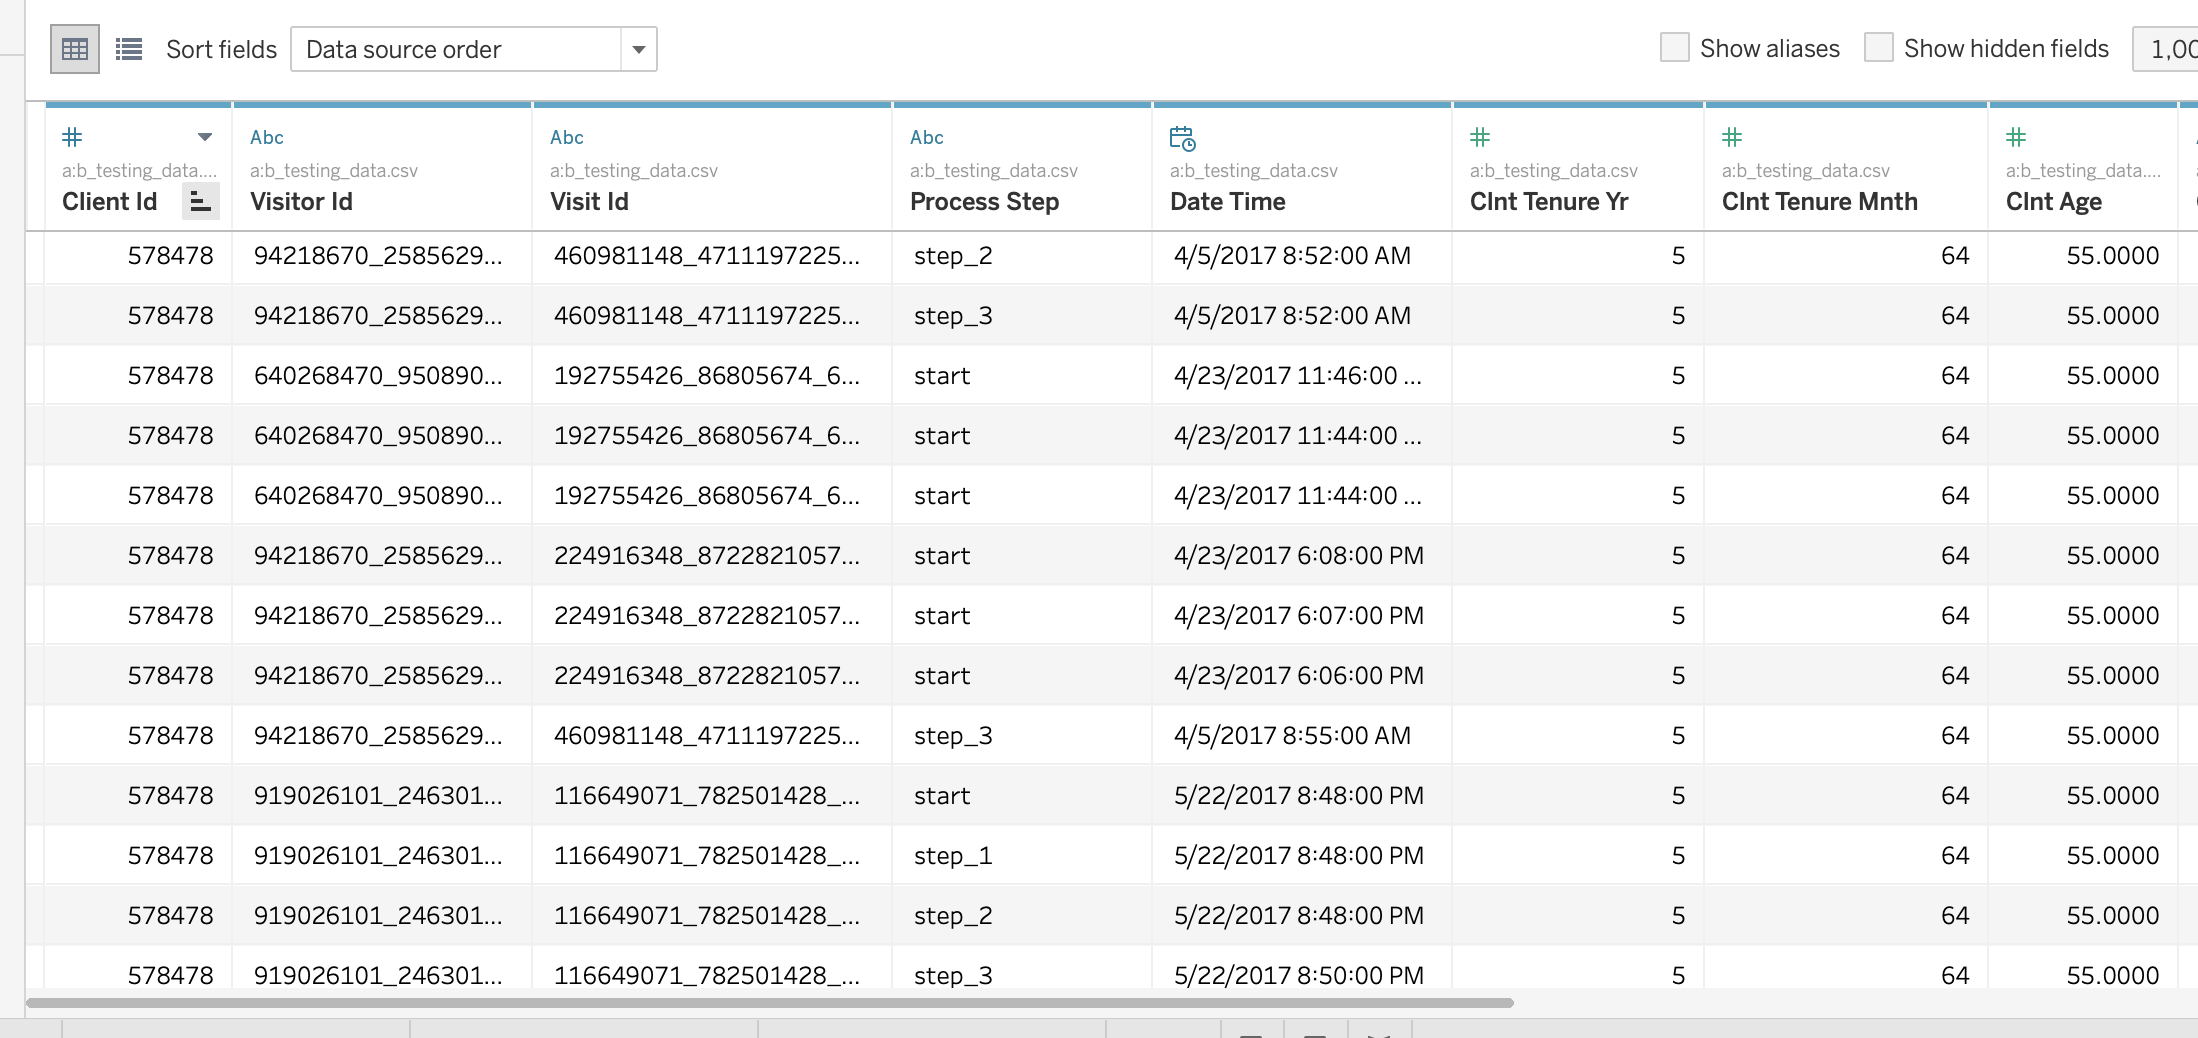 Sort fields Data source order Show aliases Show hidden fields 1,00
# Abc Abc Abc # # #
a:b_testing_data.... a:b_testing_data.csv a:b_testing_data.csv a:b_testing_data.csv a:b_testing_data.csv a:b_testing_data.csv a:b_testing_data.csv a:b_testing_data....
Client Id Visitor Id Visit Id Process Step Date Time Clnt Tenure Yr Clnt Tenure Mnth Clnt Age
578478 94218670_2585629... 460981148_4711197225... step_2 4/5/2017 8:52:00 AM 5 64 55.0000
578478 94218670_2585629... 460981148_4711197225... step_3 4/5/2017 8:52:00 AM 5 64 55.0000
578478 640268470_950890... 192755426_86805674_6... start 4/23/2017 11:46:00 ... 5 64 55.0000
578478 640268470_950890... 192755426_86805674_6... start 4/23/2017 11:44:00 ... 5 64 55.0000
578478 640268470_950890... 192755426_86805674_6... start 4/23/2017 11:44:00 ... 5 64 55.0000
578478 94218670_2585629... 224916348_8722821057... start 4/23/2017 6:08:00 PM 5 64 55.0000
578478 94218670_2585629... 224916348_8722821057... start 4/23/2017 6:07:00 PM 5 64 55.0000
578478 94218670_2585629... 224916348_8722821057... start 4/23/2017 6:06:00 PM 5 64 55.0000
578478 94218670_2585629... 460981148_4711197225... step_3 4/5/2017 8:55:00 AM 5 64 55.0000
578478 919026101_246301... 116649071_782501428_... start 5/22/2017 8:48:00 PM 5 64 55.0000
578478 919026101_246301... 116649071_782501428_... step_1 5/22/2017 8:48:00 PM 5 64 55.0000
578478 919026101_246301... 116649071_782501428_... step_2 5/22/2017 8:48:00 PM 5 64 55.0000
578478 919026101_246301... 116649071_782501428_... step_3 5/22/2017 8:50:00 PM 5 64 55.0000